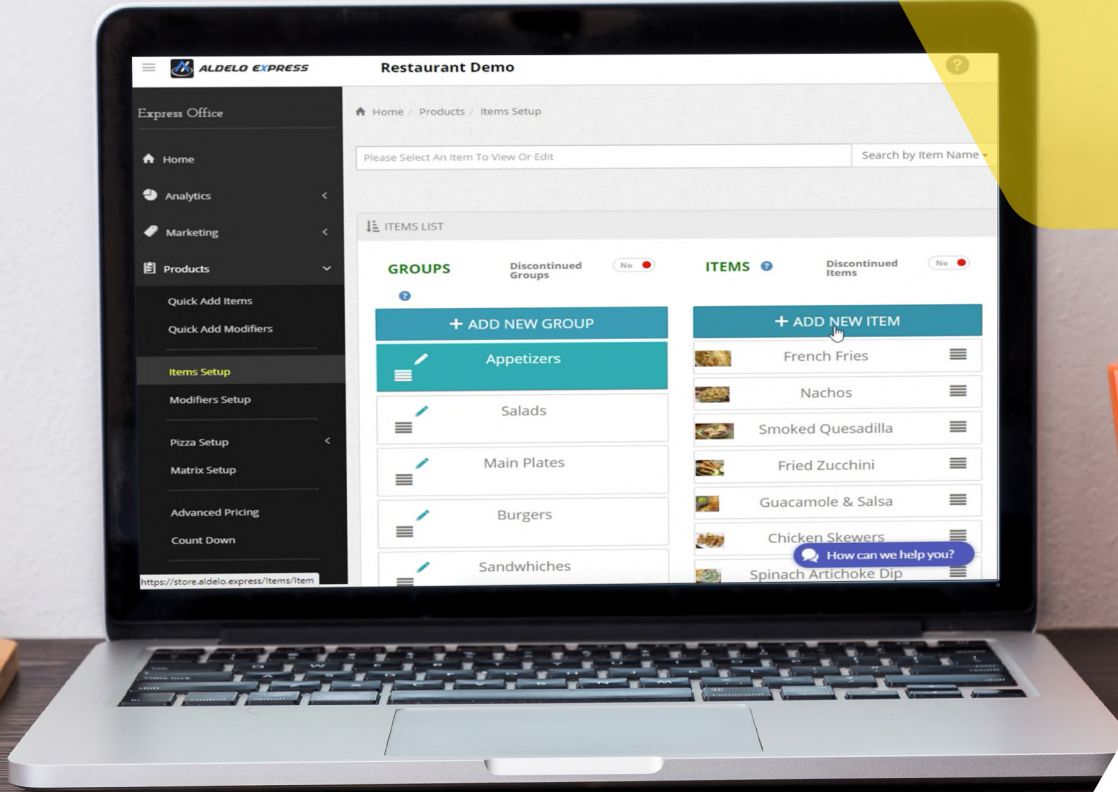 ALDELO EXPRESS
Restaurant Demo
?
Express Office
Home
Analytics
Marketing
Products
Quick Add Items
Quick Add Modifiers
Items Setup
Modifiers Setup
Pizza Setup
Matrix Setup
Advanced Pricing
Count Down
https://store.aldelo.express/Items/Item
Home / Products / Items Setup
Please Select An Item To View Or Edit
Search by Item Name
ITEMS LIST
GROUPS
?
Discontinued
Groups
No
+ ADD NEW GROUP
Appetizers
Salads
Main Plates
Burgers
Sandwhiches
ITEMS ?
Discontinued
Items
No
+ ADD NEW ITEM
French Fries
Nachos
Smoked Quesadilla
Fried Zucchini
Guacamole & Salsa
Chicken Skewers
How can we help you?
Spinach Artichoke Dip